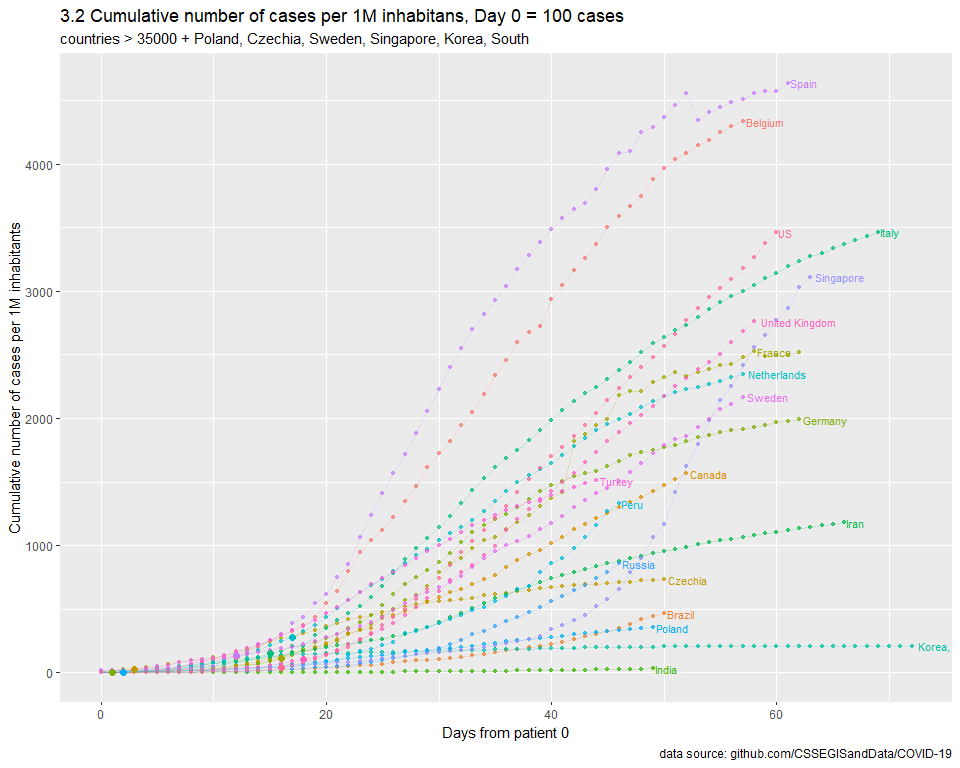 3.2 Cumulative number of cases per 1M inhabitans, Day 0 = 100 cases
countries > 35000 + Poland, Czechia, Sweden, Singapore, Korea, South
Cumulative number of cases per 1M inhabitants
4000
3000
2000
1000
0
Spain
Belgium
US
Italy
Singapore
United Kingdom
France
Netherlands
Sweden
Germany
Canada
Turkey
Peru
Iran
Russia
Czechia
Brazil
Poland
Korea,
India
0
20
40
60
Days from patient 0
data source: github.com/CSSEGISandData/COVID-19